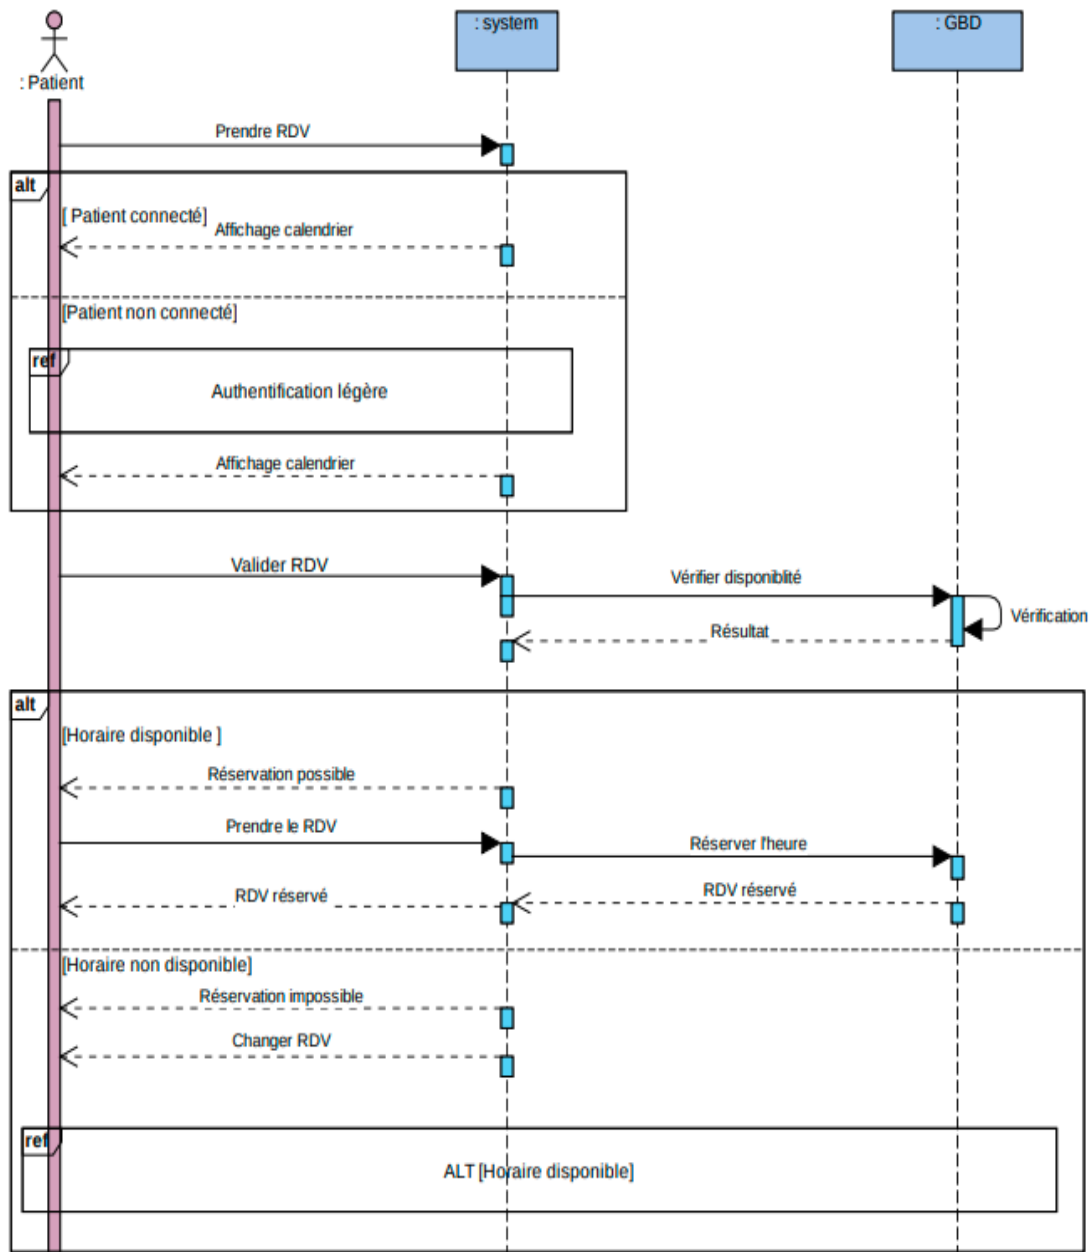 : Patient
: system
: GBD
Prendre RDV
alt
[ Patient connecté]
Affichage calendrier
[Patient non connecté]
ref
Authentification légère
Affichage calendrier
Valider RDV
Vérifier disponiblité
Vérification
Résultat
alt
[Horaire disponible ]
Réservation possible
Prendre le RDV
Réserver l'heure
RDV réservé
RDV réservé
[Horaire non disponible]
Réservation impossible
Changer RDV
ref
ALT [Horaire disponible]